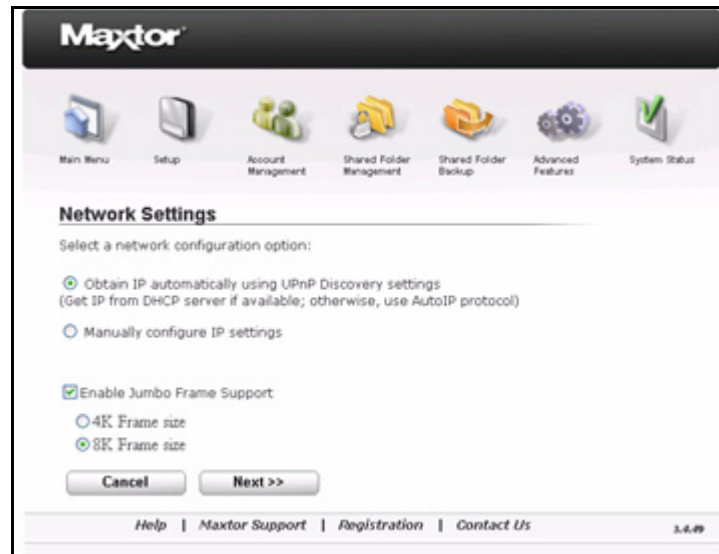 Maxtor
Main Menu
Setup
Account Management
Shared Folder Management
Shared Folder Backup
Advanced Features
System Status
Network Settings
Select a network configuration option:
Obtain IP automatically using UPnP Discovery settings
(Get IP from DHCP server if available; otherwise, use AutoIP protocol)
Manually configure IP settings
Enable Jumbo Frame Support
4K Frame size
8K Frame size
Cancel
Next >>
Help | Maxtor Support | Registration | Contact Us
3.4.49